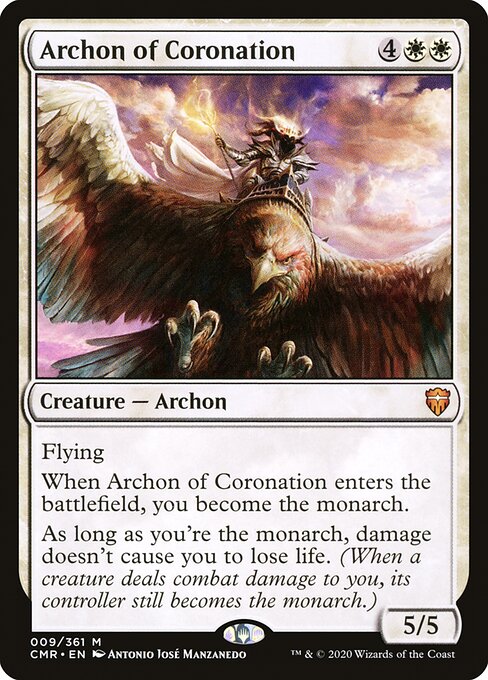 Archon of Coronation 4
Creature — Archon
Flying
When Archon of Coronation enters the
battlefield, you become the monarch.
As long as you're the monarch, damage
doesn't cause you to lose life. (When a
creature deals combat damage to you, its
controller still becomes the monarch.)
5/5
009/361 M
CMR • EN Antonio José Manzanedo
™ & © 2020 Wizards of the Coast